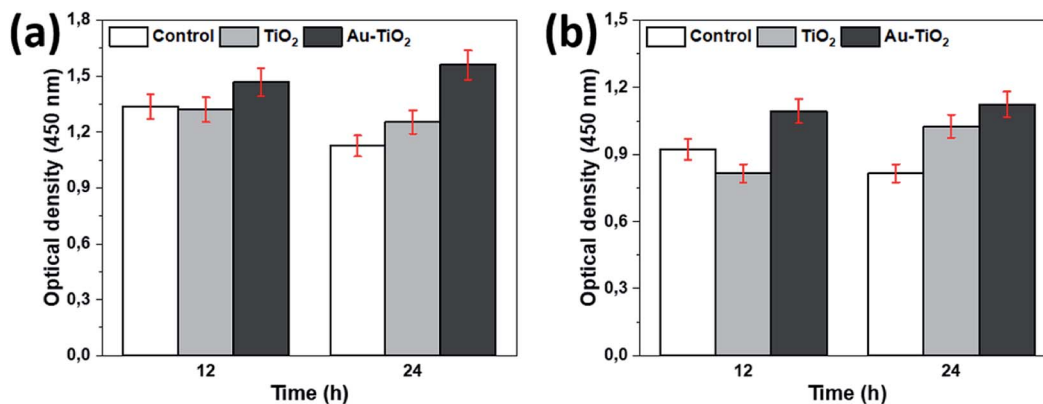 (a)
Control TiO₂ Au-TiO₂
Optical density (450 nm)
1,8
1,5
1,2
0,9
0,6
0,3
0,0
12 24
Time (h)
(b)
Control TiO₂ Au-TiO₂
Optical density (450 nm)
1,5
1,2
0,9
0,6
0,3
0,0
12 24
Time (h)